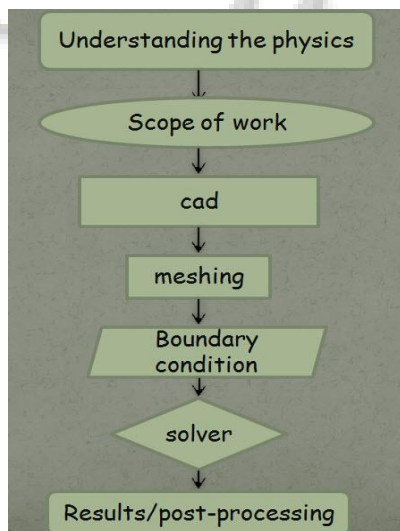 Understanding the physics
Scope of work
cad
meshing
Boundary
condition
solver
Results/post-processing